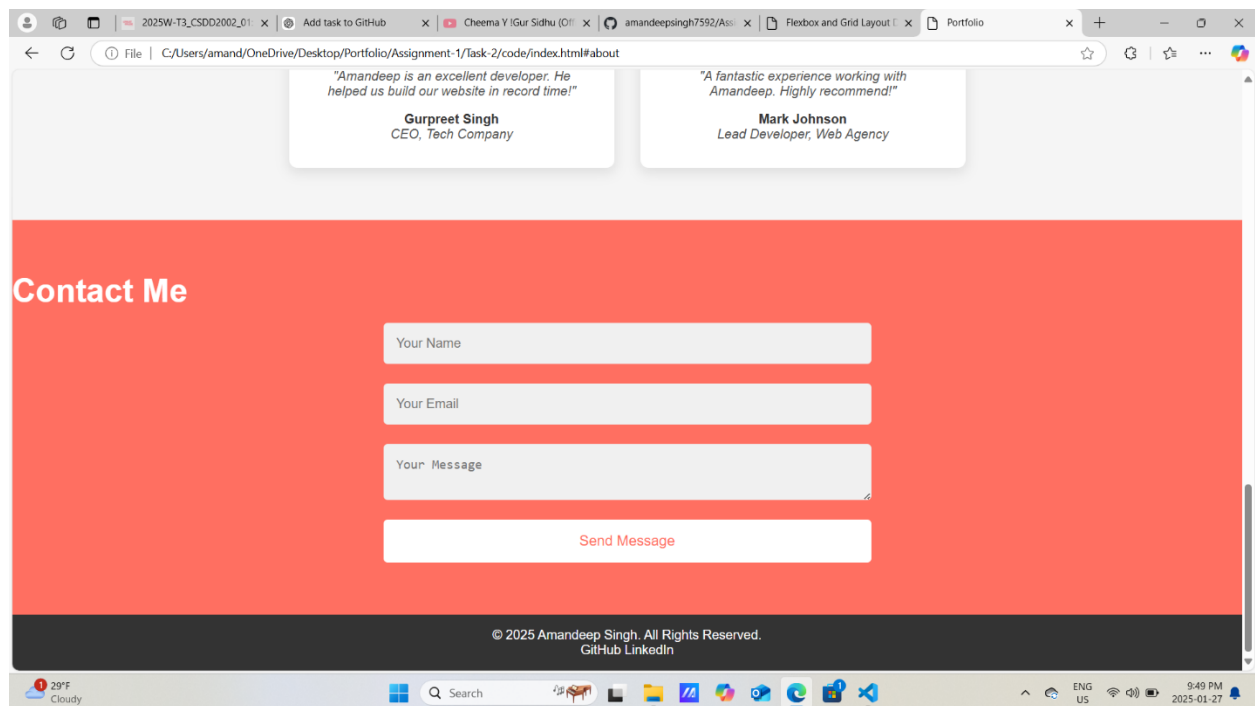 2025W-T3_CSDD2002_01:
Add task to GitHub
Cheema Y !Gur Sidhu (Off
amandeepsingh7592/Assi
Flexbox and Grid Layout D
Portfolio
File
C:/Users/amand/OneDrive/Desktop/Portfolio/Assignment-1/Task-2/code/index.html#about
"Amandeep is an excellent developer. He
helped us build our website in record time!"
Gurpreet Singh
CEO, Tech Company
"A fantastic experience working with
Amandeep. Highly recommend!"
Mark Johnson
Lead Developer, Web Agency
Contact Me
Your Name
Your Email
Your Message
Send Message
© 2025 Amandeep Singh. All Rights Reserved.
GitHub LinkedIn
1
29°F
Cloudy
Search
1
ENG
US
9:49 PM
2025-01-27